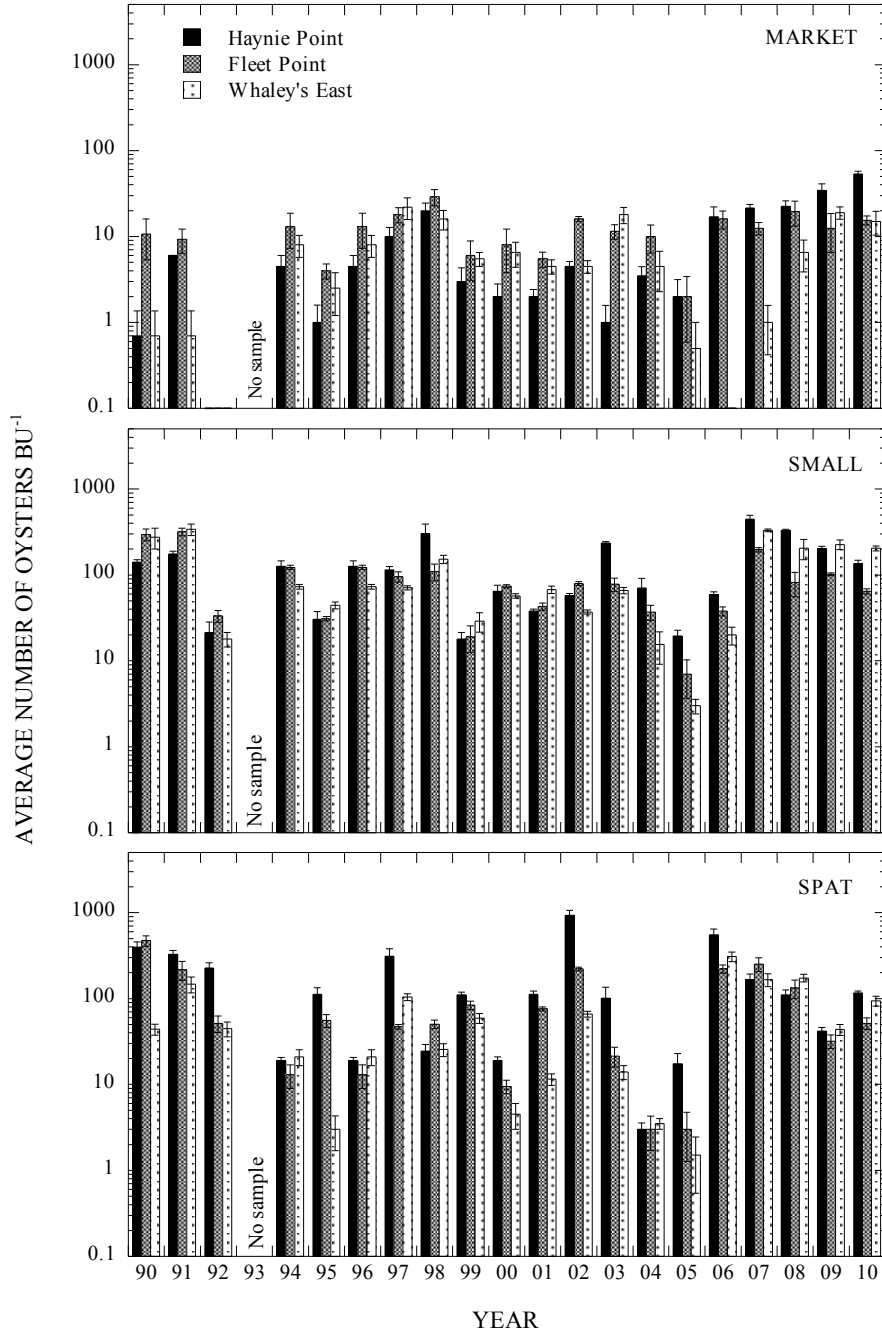 Haynie Point
Fleet Point
Whaley's East
MARKET
1000
100
10
1
0.1
No sample
SMALL
1000
100
10
1
0.1
No sample
SPAT
1000
100
10
1
0.1
No sample
AVERAGE NUMBER OF OYSTERS BU-1
90 91 92 93 94 95 96 97 98 99 00 01 02 03 04 05 06 07 08 09 10
YEAR